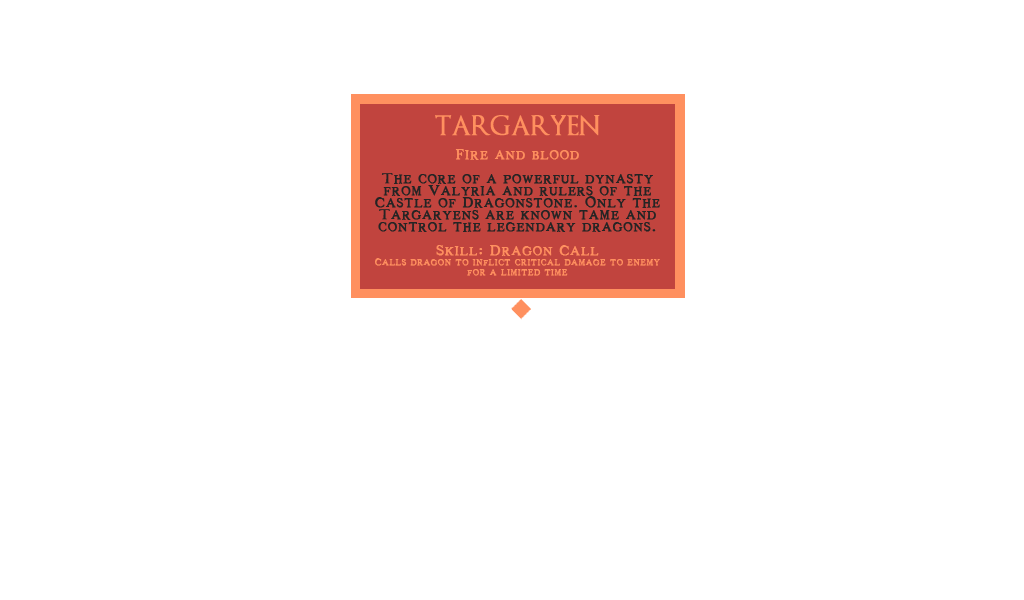 TARGARYEN
Fire and blood
The core of a powerful dynasty
from Valyria and rulers of the
Castle of Dragonstone. Only the
Targaryens are known tame and
control the legendary dragons.
Skill: Dragon Call
Calls dragon to inflict critical damage to enemy
for a limited time